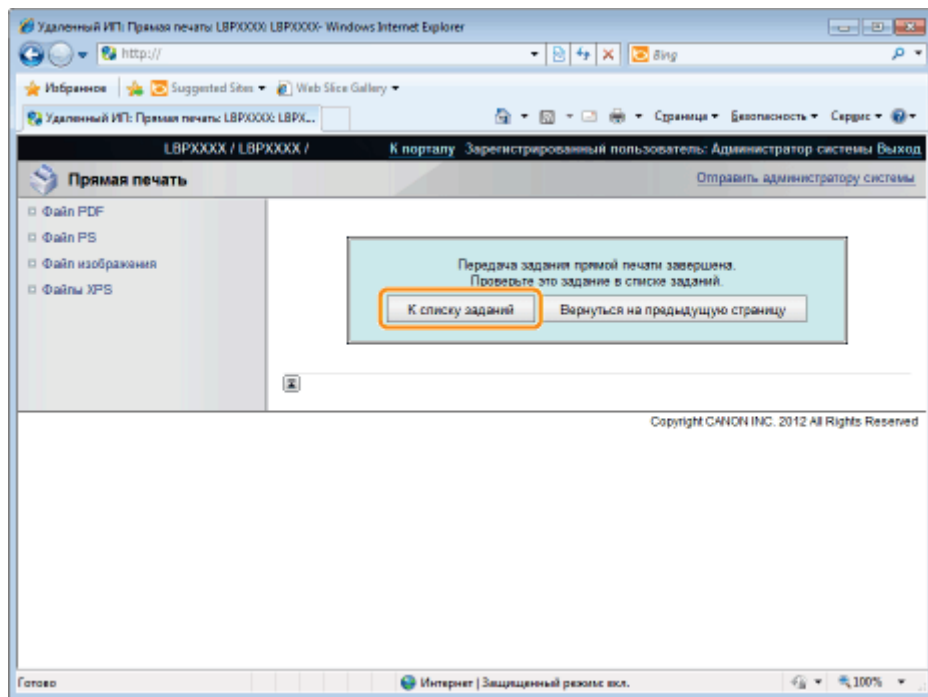 Удаленный ИП: Прямая печать: LBPXXXX: LBPXXXX- Windows Internet Explorer
http://
Bing
Избранное Suggested Sites Web Slice Gallery
Удаленный ИП: Прямая печать: LBPXXXX: LBPX... Страница Безопасность Сервис
LBPXXXX / LBPXXXX / К порталу Зарегистрированный пользователь: Администратор системы Выход
Прямая печать Отправить администратору системы
Файл PDF
Файл PS
Файл изображения
Файлы XPS
Передача задания прямой печати завершена.
Проверьте это задание в списке заданий.
К списку заданий Вернуться на предыдущую страницу
Copyright CANON INC. 2012 All Rights Reserved
Готово Интернет | Защищенный режим: вкл. 100%